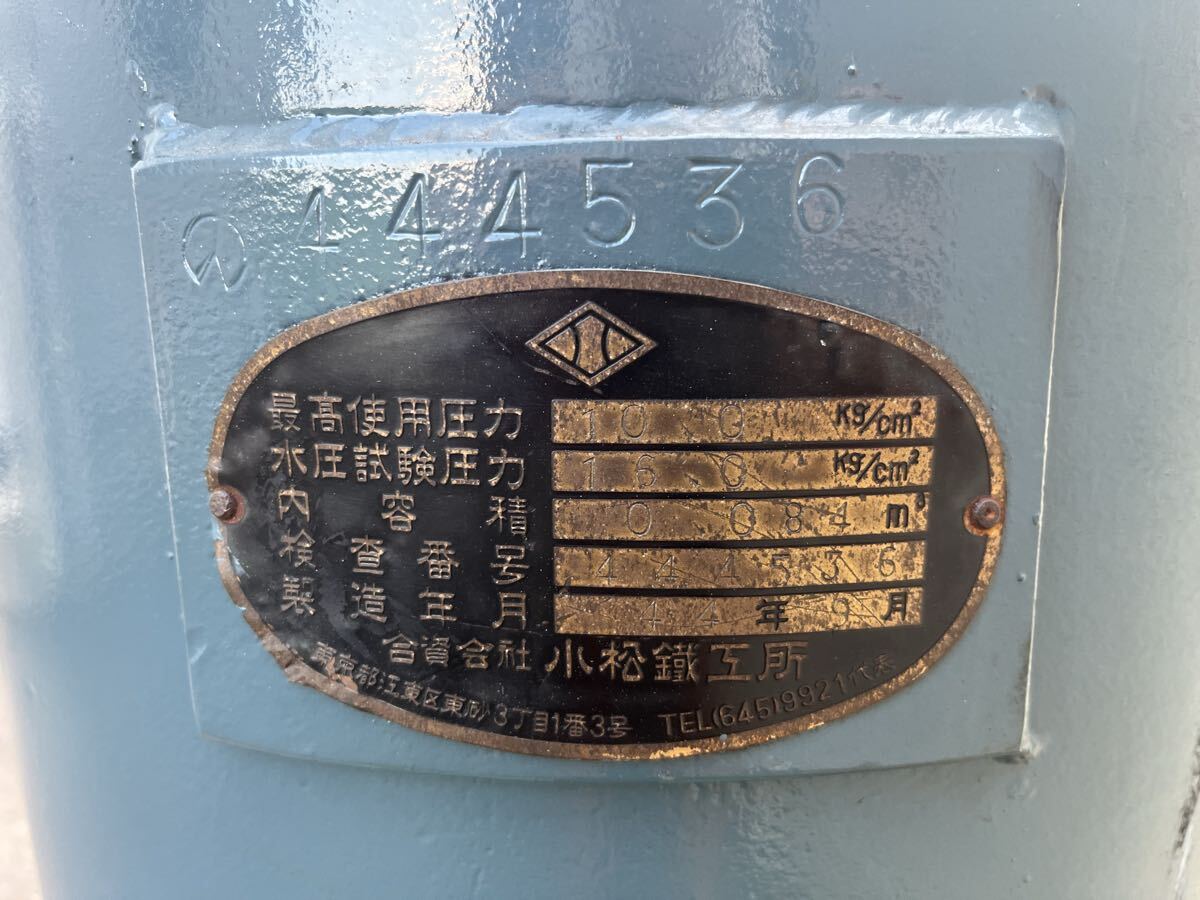 444536
最高使用圧力 10.0 kg/cm²
水圧試験圧力 16.0 kg/cm²
内容積 0.084 m³
検査番号 444536
製造年月 44年9月
合資会社 小松鐵工所
東京都江東区東砂3丁目1番3号 TEL(645)9921代表